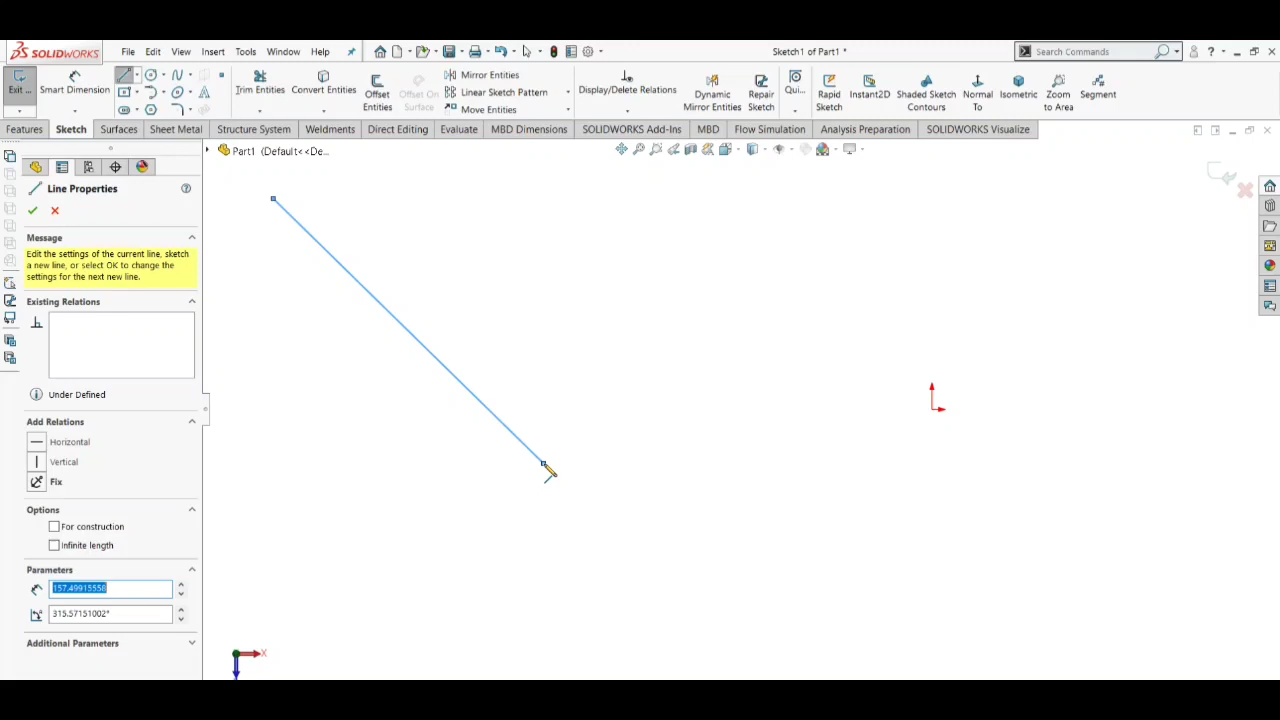 SOLIDWORKS File Edit View Insert Tools Window Help Sketch1 of Part1 * Search Commands
Exit ... Smart Dimension Trim Entities Convert Entities Offset Entities Offset On Surface Mirror Entities Linear Sketch Pattern Move Entities Display/Delete Relations Dynamic Mirror Entities Repair Sketch Qui... Rapid Sketch Instant2D Shaded Sketch Contours Normal To Isometric Zoom to Area Segment
Features Sketch Surfaces Sheet Metal Structure System Weldments Direct Editing Evaluate MBD Dimensions SOLIDWORKS Add-Ins MBD Flow Simulation Analysis Preparation SOLIDWORKS Visualize
Part1 (Default< <De...
Line Properties
Message
Edit the settings of the current line, sketch
a new line, or select OK to change the
settings for the next new line.
Existing Relations
Under Defined
Add Relations
Horizontal
Vertical
Fix
Options
For construction
Infinite length
Parameters
157.49915558
315.57151002°
Additional Parameters
X